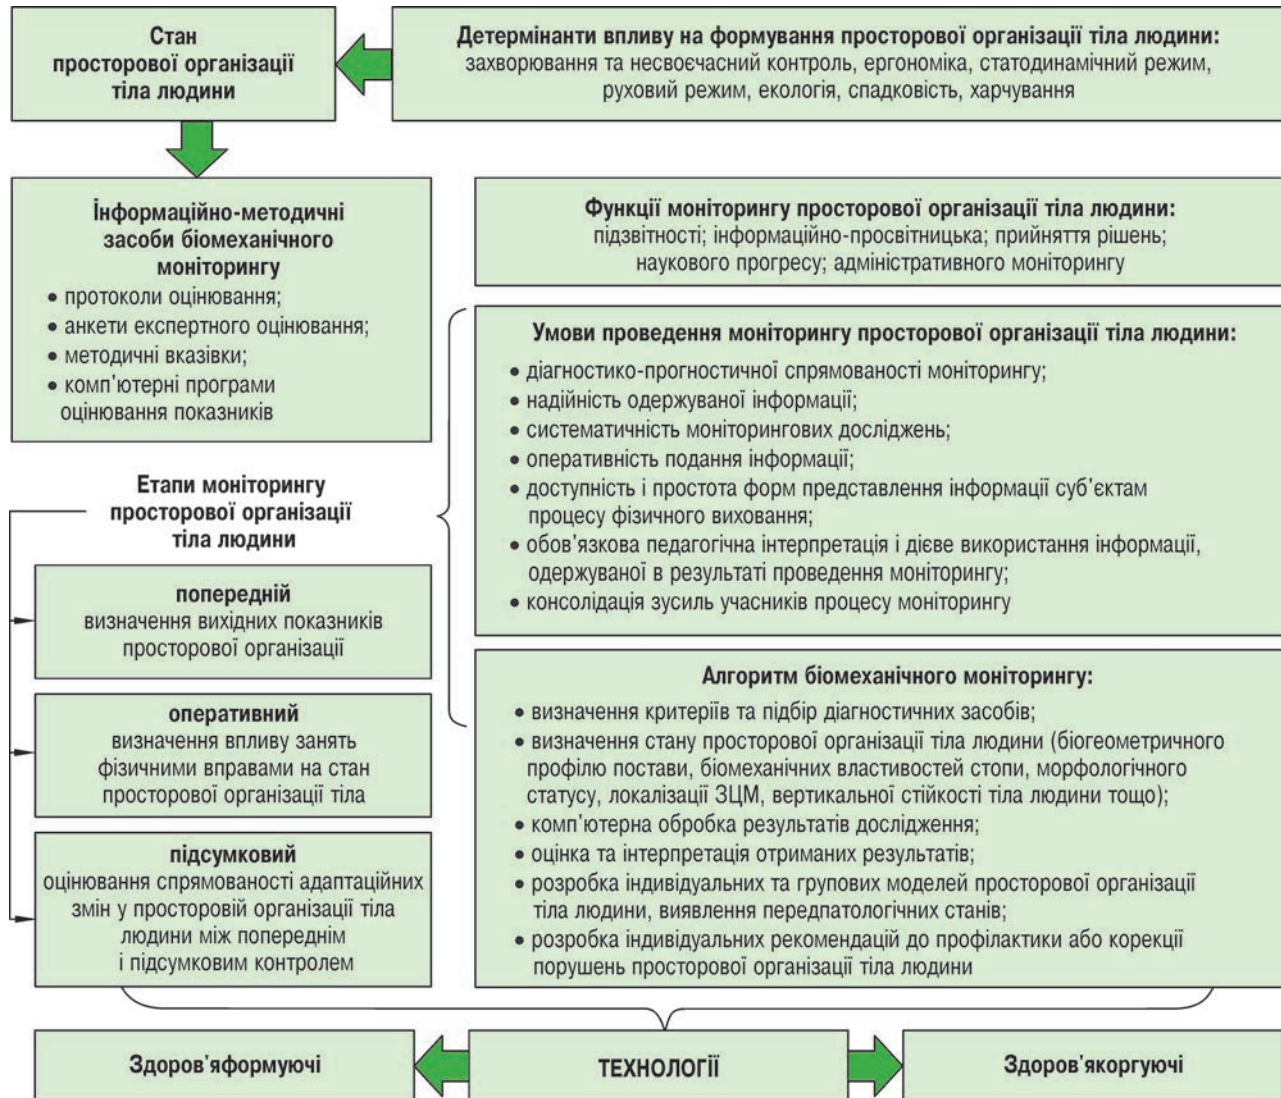 Стан
просторової організації
тіла людини
Детермінанти впливу на формування просторової організації тіла людини:
захворювання та несвоєчасний контроль, ергономіка, статодинамічний режим,
руховий режим, екологія, спадковість, харчування
Інформаційно-методичні
засоби біомеханічного
моніторингу
• протоколи оцінювання;
• анкети експертного оцінювання;
• методичні вказівки;
• комп'ютерні програми
оцінювання показників
Функції моніторингу просторової організації тіла людини:
підзвітності; інформаційно-просвітницька; прийняття рішень;
наукового прогресу; адміністративного моніторингу
Умови проведення моніторингу просторової організації тіла людини:
• діагностико-прогностичної спрямованості моніторингу;
• надійність одержуваної інформації;
• систематичність моніторингових досліджень;
• оперативність подання інформації;
• доступність і простота форм представлення інформації суб'єктам
процесу фізичного виховання;
• обов'язкова педагогічна інтерпретація і дієве використання інформації,
одержуваної в результаті проведення моніторингу;
• консолідація зусиль учасників процесу моніторингу
Етапи моніторингу
просторової організації
тіла людини
попередній
визначення вихідних показників
просторової організації
оперативний
визначення впливу занять
фізичними вправами на стан
просторової організації тіла
підсумковий
оцінювання спрямованості адаптаційних
змін у просторовій організації тіла
людини між попереднім
і підсумковим контролем
Алгоритм біомеханічного моніторингу:
• визначення критеріїв та підбір діагностичних засобів;
• визначення стану просторової організації тіла людини (біогеометричного
профілю постави, біомеханічних властивостей стопи, морфологічного
статусу, локалізації ЗЦМ, вертикальної стійкості тіла людини тощо);
• комп'ютерна обробка результатів дослідження;
• оцінка та інтерпретація отриманих результатів;
• розробка індивідуальних та групових моделей просторової організації
тіла людини, виявлення передпатологічних станів;
• розробка індивідуальних рекомендацій до профілактики або корекції
порушень просторової організації тіла людини
Здоров'яформуючі
ТЕХНОЛОГІЇ
Здоров'якоргуючі